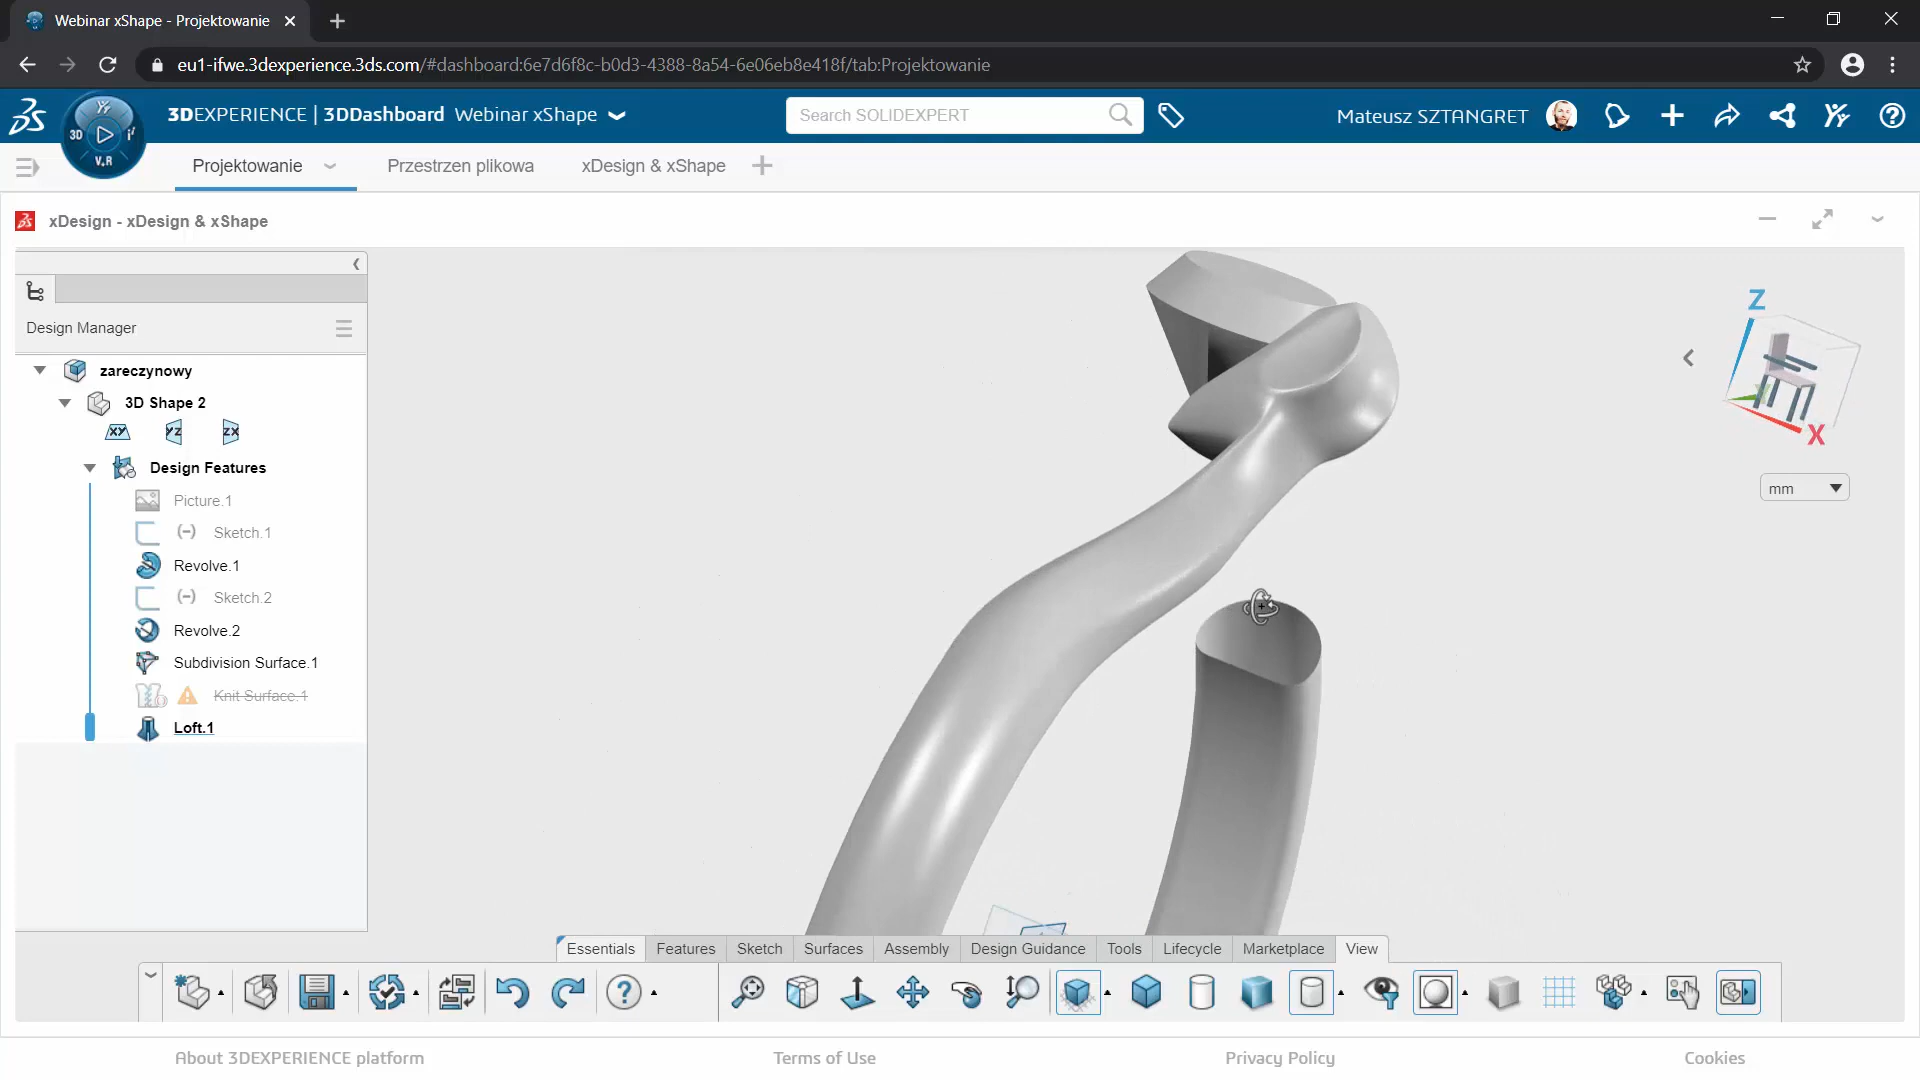 Webinar xShape - Projektowanie
eu1-ifwe.3dexperience.3ds.com/#dashboard:6e7d6f8c-b0d3-4388-8a54-6e06eb8e418f/tab:Projektowanie
3D V.R
3DEXPERIENCE | 3DDashboard Webinar xShape
Search SOLIDEXPERT
Mateusz SZTANGRET
Projektowanie Przestrzen plikowa xDesign & xShape
xDesign - xDesign & xShape
Design Manager
zareczynowy
3D Shape 2
XY YZ ZX
Design Features
Picture.1
(-) Sketch.1
Revolve.1
(-) Sketch.2
Revolve.2
Subdivision Surface.1
Knit Surface.1
Loft.1
Z
Y
X
mm
Essentials Features Sketch Surfaces Assembly Design Guidance Tools Lifecycle Marketplace View
About 3DEXPERIENCE platform Terms of Use Privacy Policy Cookies